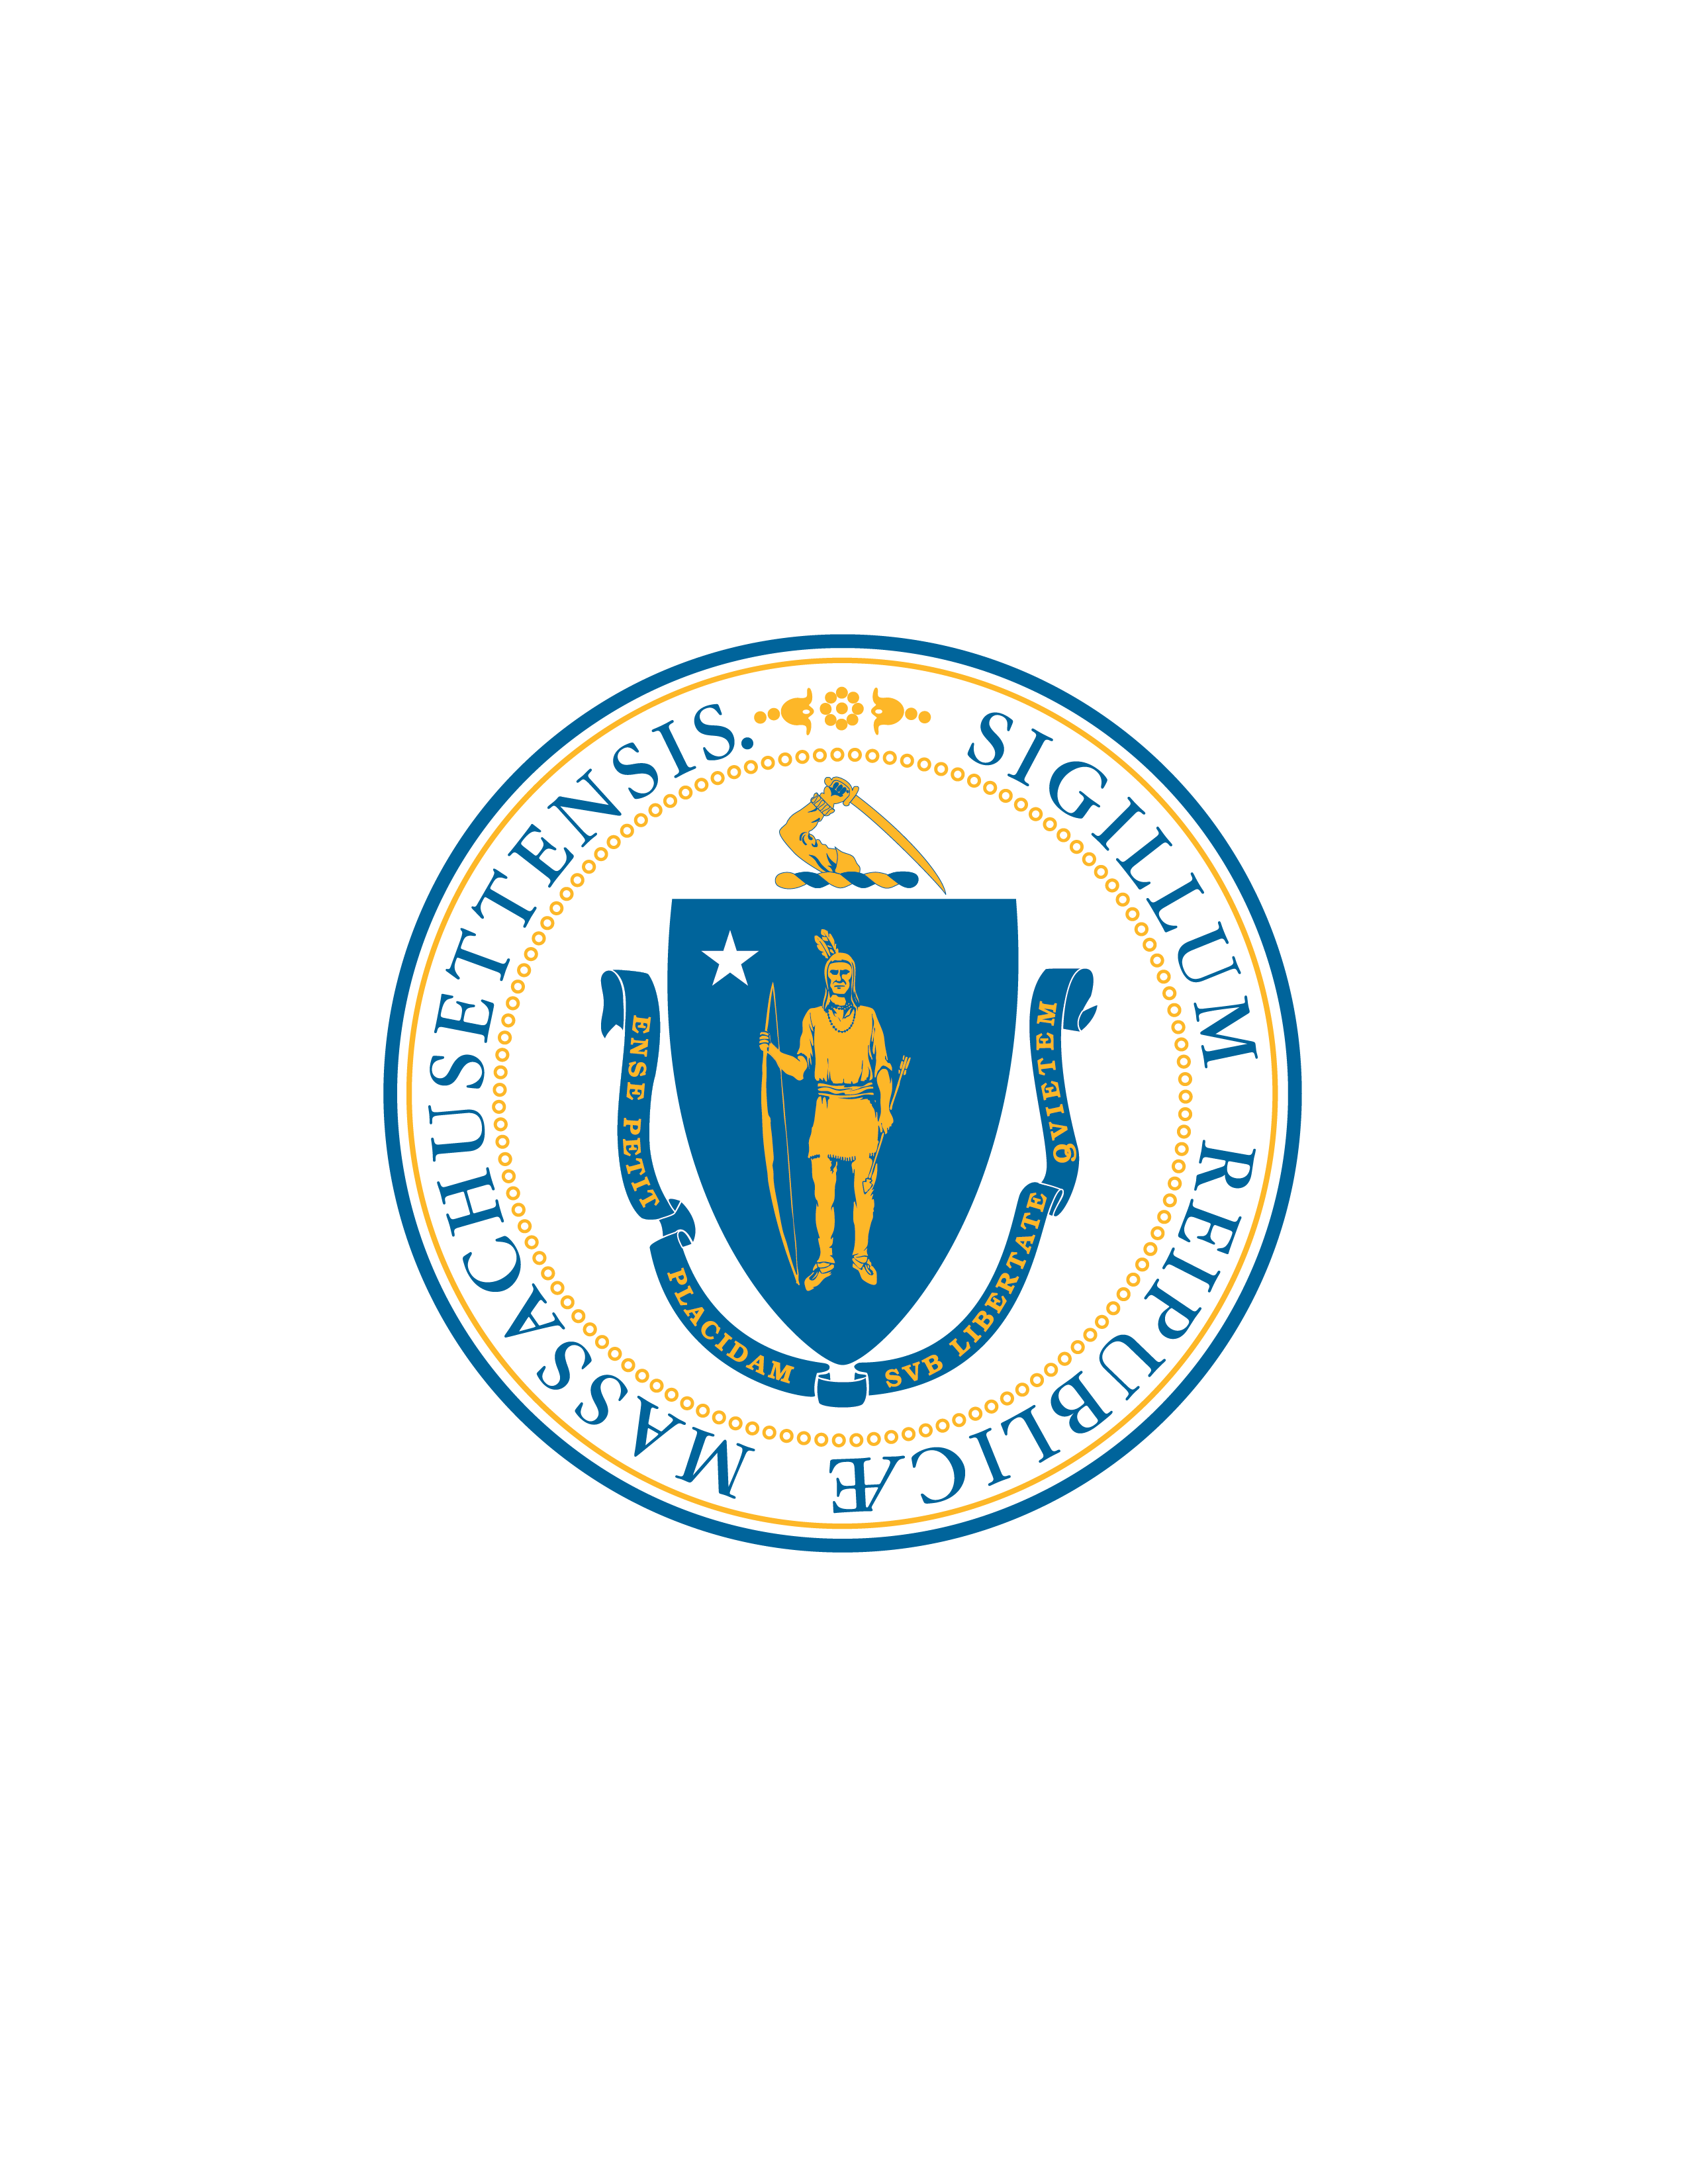 SIGILLUM REIPUBLICÆ MASSACHUSETTENSIS.
ENSE PETIT PLACIDAM SVB LIBERTATE QVIETEM